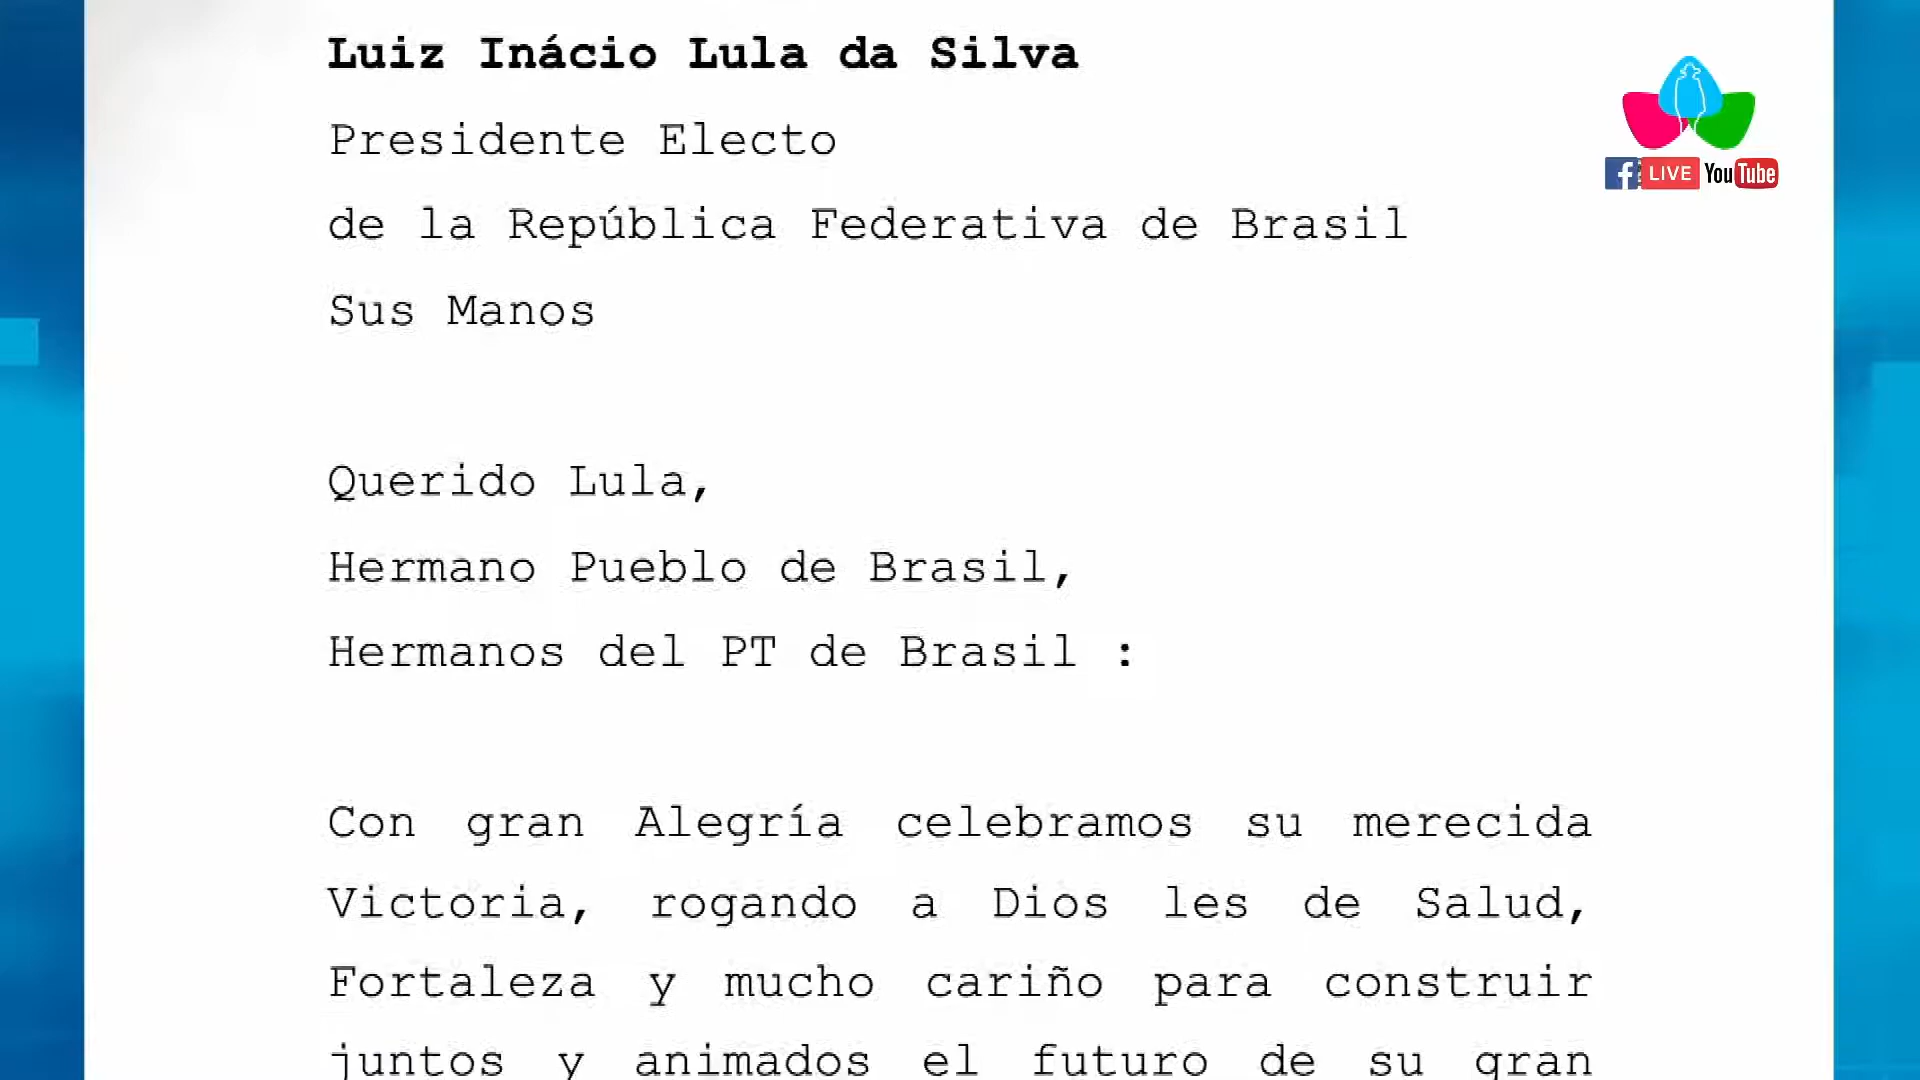 Luiz Inácio Lula da Silva
Presidente Electo
de la República Federativa de Brasil
Sus Manos
Querido Lula,
Hermano Pueblo de Brasil,
Hermanos del PT de Brasil :
Con gran Alegría celebramos su merecida
Victoria, rogando a Dios les de Salud,
Fortaleza y mucho cariño para construir
juntos y animados el futuro de su gran
f LIVE YouTube